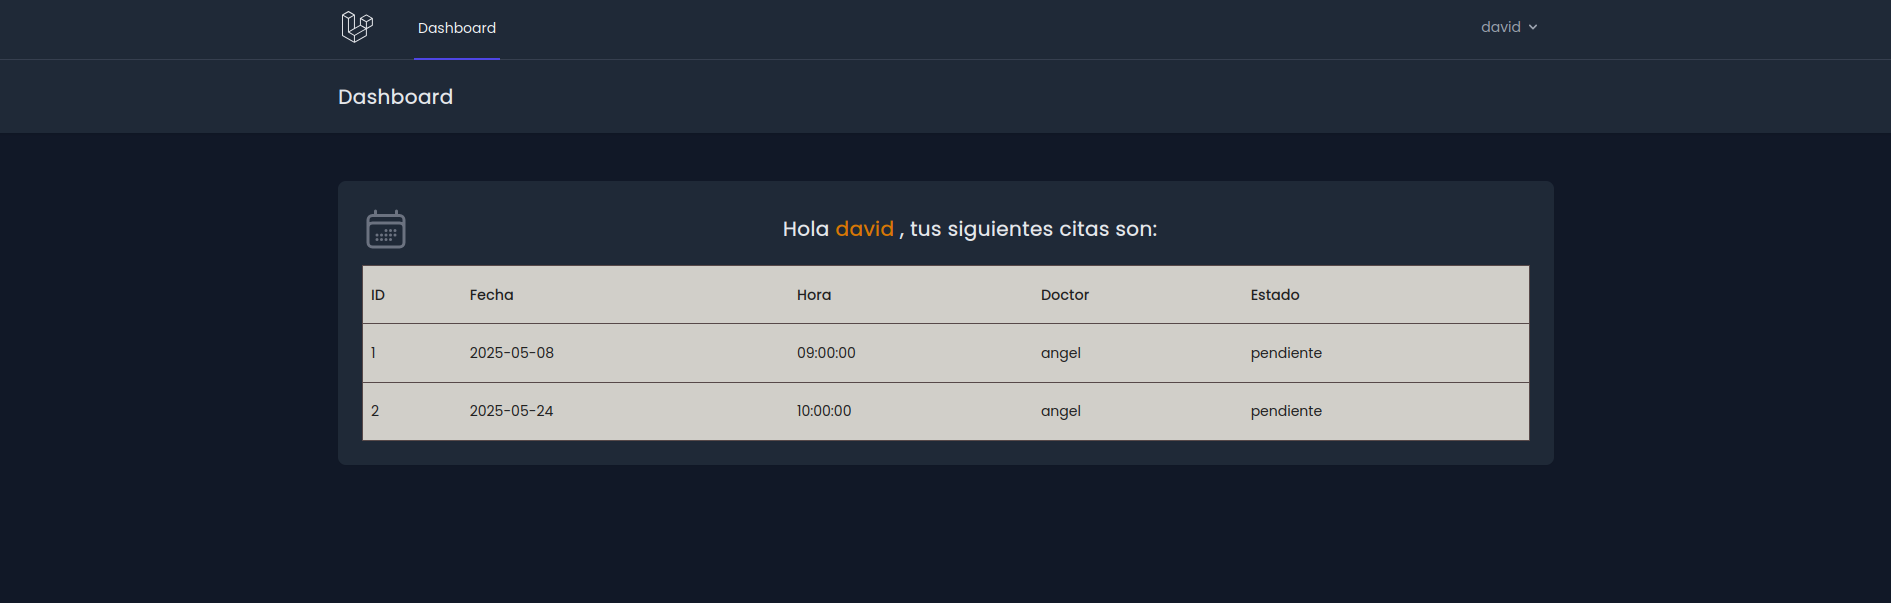 Dashboard
david
Dashboard
Hola david , tus siguientes citas son:
ID Fecha Hora Doctor Estado
1 2025-05-08 09:00:00 angel pendiente
2 2025-05-24 10:00:00 angel pendiente